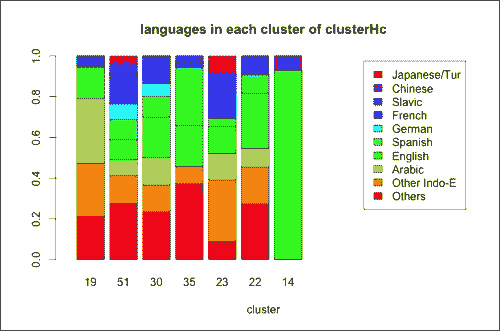 languages in each cluster of clusterHc
1.0
0.8
0.6
0.4
0.2
0.0
19 51 30 35 23 22 14
cluster
Japanese/Tur
Chinese
Slavic
French
German
Spanish
English
Arabic
Other Indo-E
Others